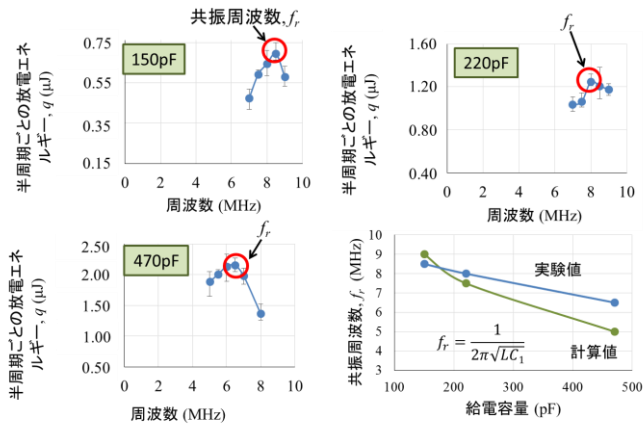 共振周波数, fr
150pF
半周期ごとの放電エネ
ルギー, q (μJ)
0.75
0.55
0.35
0.15
0 2 4 6 8 10
周波数 (MHz)
fr
220pF
半周期ごとの放電エネ
ルギー, q (μJ)
1.60
1.20
0.80
0.40
0 2 4 6 8 10
周波数 (MHz)
fr
470pF
半周期ごとの放電エネ
ルギー, q (μJ)
2.50
2.00
1.50
1.00
0.50
0 2 4 6 8 10
周波数 (MHz)
共振周波数, fr (MHz)
10
9
8
7
6
5
4
3
2
実験値
計算値
fr = 1 / 2π√LC1
100 200 300 400 500
給電容量 (pF)